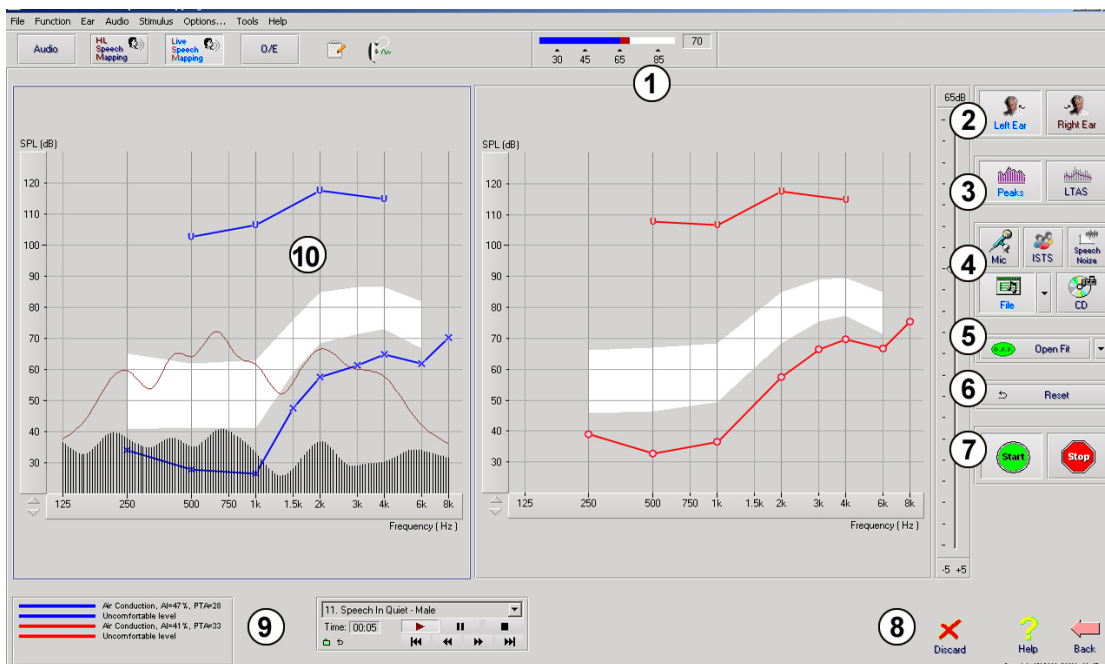 File Function Ear Audio Stimulus Options... Tools Help
Audio
HL Speech Mapping
Live Speech Mapping
O/E
70
30 45 65 85
1
65dB
2
Left Ear
Right Ear
SPL (dB)
SPL (dB)
3
Peaks
LTAS
120
110
100
90
80
70
60
50
40
30
U U U U
10
120
110
100
90
80
70
60
50
40
30
U U U U
4
Mic
ISTS
Speech Noise
File
CD
5
Open Fit
6
Reset
7
Start
Stop
125 250 500 750 1k 1.5k 2k 3k 4k 6k 8k
Frequency ( Hz )
125 250 500 750 1k 1.5k 2k 3k 4k 6k 8k
Frequency ( Hz )
-5 +5
Air Conduction, AI=47%, PTA=28
Uncomfortable level
Air Conduction, AI=41%, PTA=33
Uncomfortable level
9
11. Speech In Quiet - Male
Time: 00:05
8
Discard
Help
Back